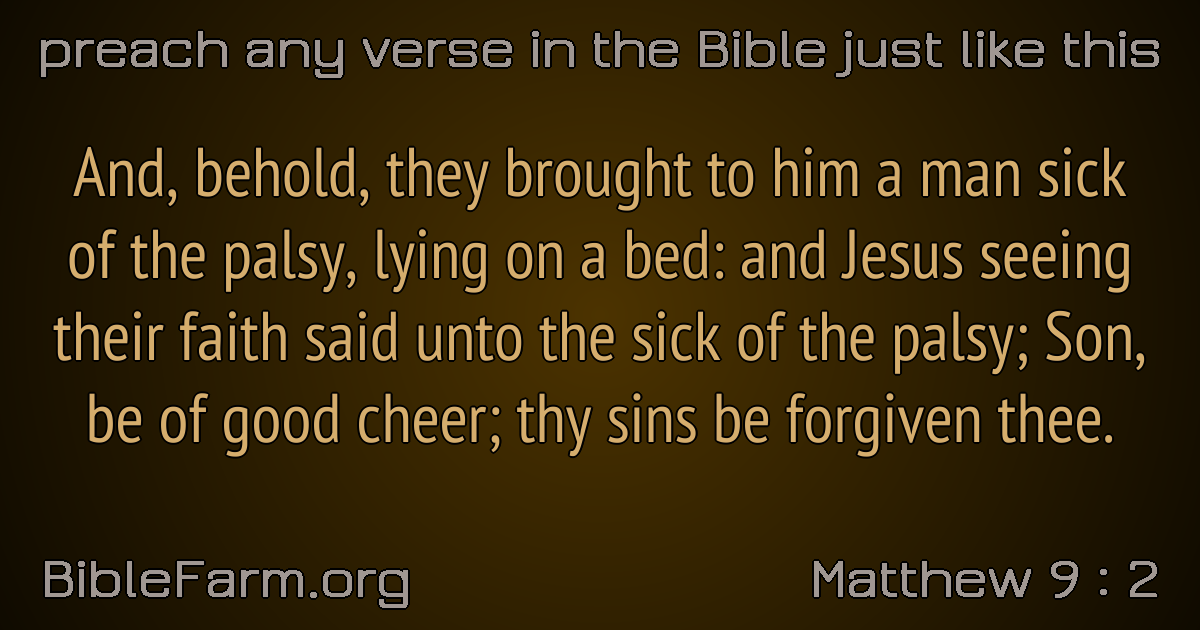 preach any verse in the Bible just like this
And, behold, they brought to him a man sick
of the palsy, lying on a bed: and Jesus seeing
their faith said unto the sick of the palsy; Son,
be of good cheer; thy sins be forgiven thee.
BibleFarm.org
Matthew 9 : 2